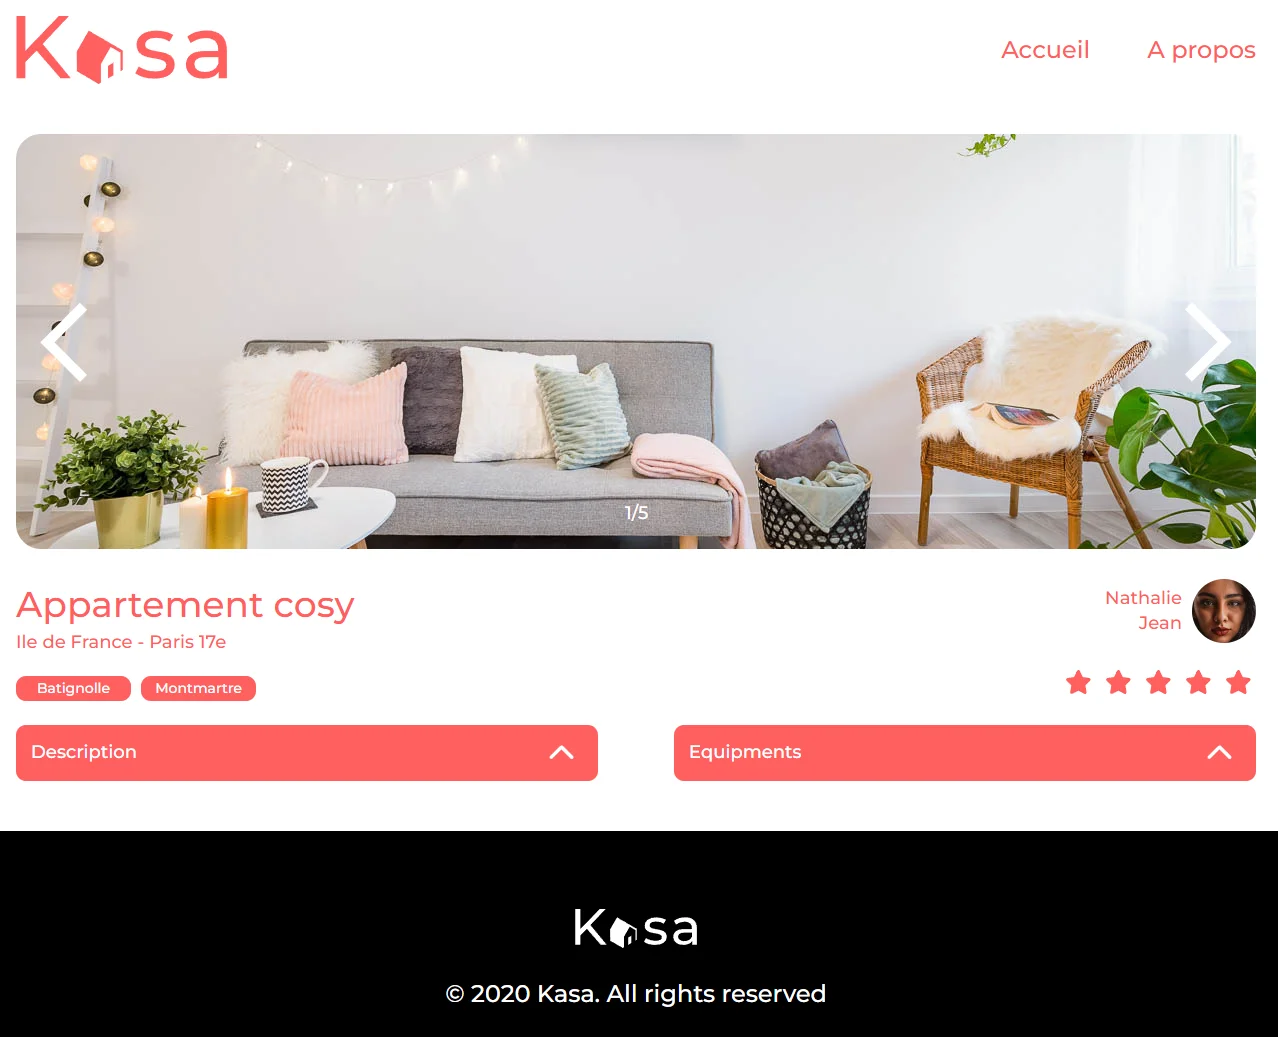 Kasa
Accueil
A propos
1/5
Appartement cosy
Ile de France - Paris 17e
Nathalie
Jean
Batignolle
Montmartre
Description
Equipments
Kasa
© 2020 Kasa. All rights reserved